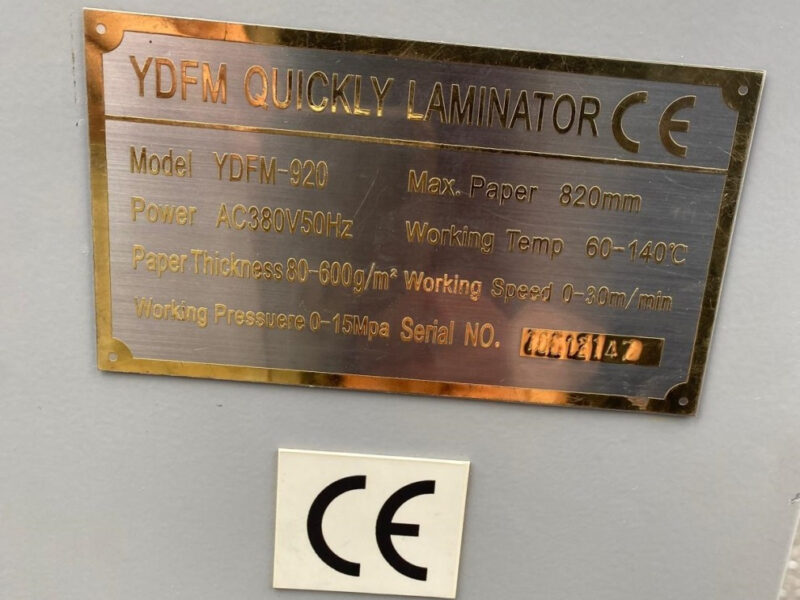 YDFM QUICKLY LAMINATOR CE
Model YDFM-920 Max. Paper 820mm
Power AC380V50Hz Working Temp 60-140℃
Paper Thickness 80-600g/m² Working Speed 0-30m/min
Working Pressuere 0-15Mpa Serial NO.
CE